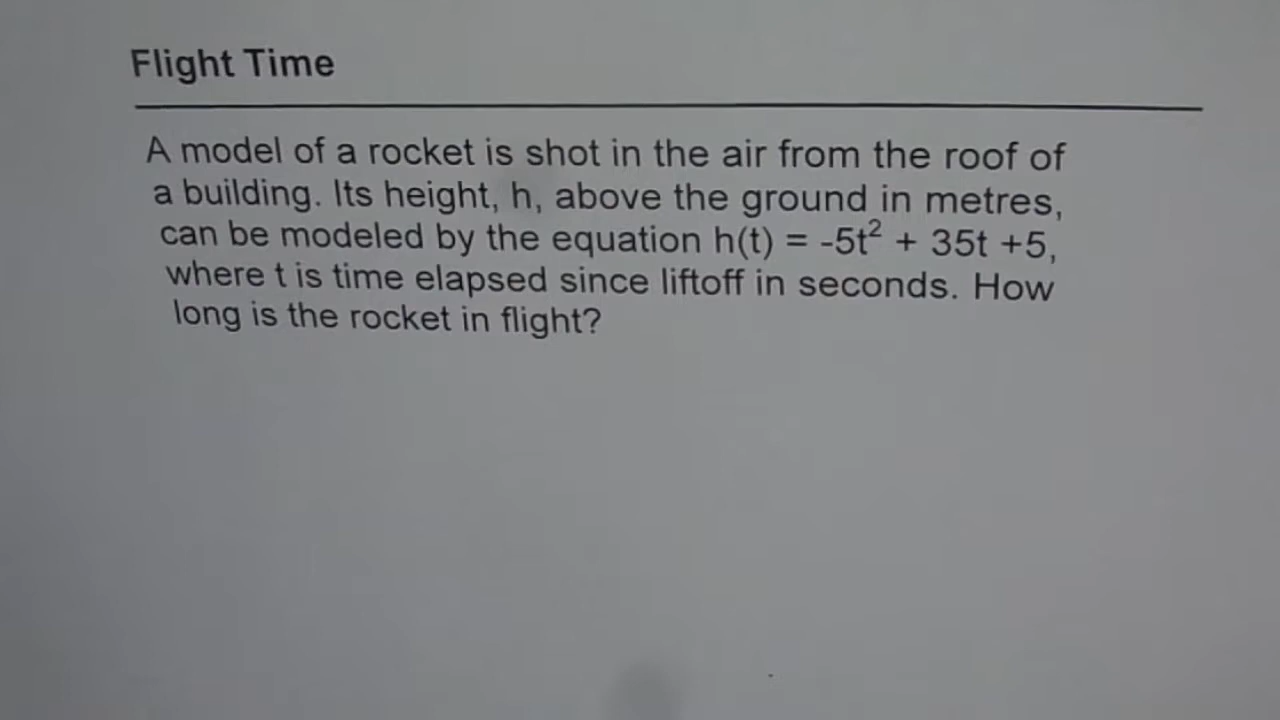 Flight Time
A model of a rocket is shot in the air from the roof of
a building. Its height, h, above the ground in metres,
can be modeled by the equation h(t) = -5t² + 35t +5,
where t is time elapsed since liftoff in seconds. How
long is the rocket in flight?